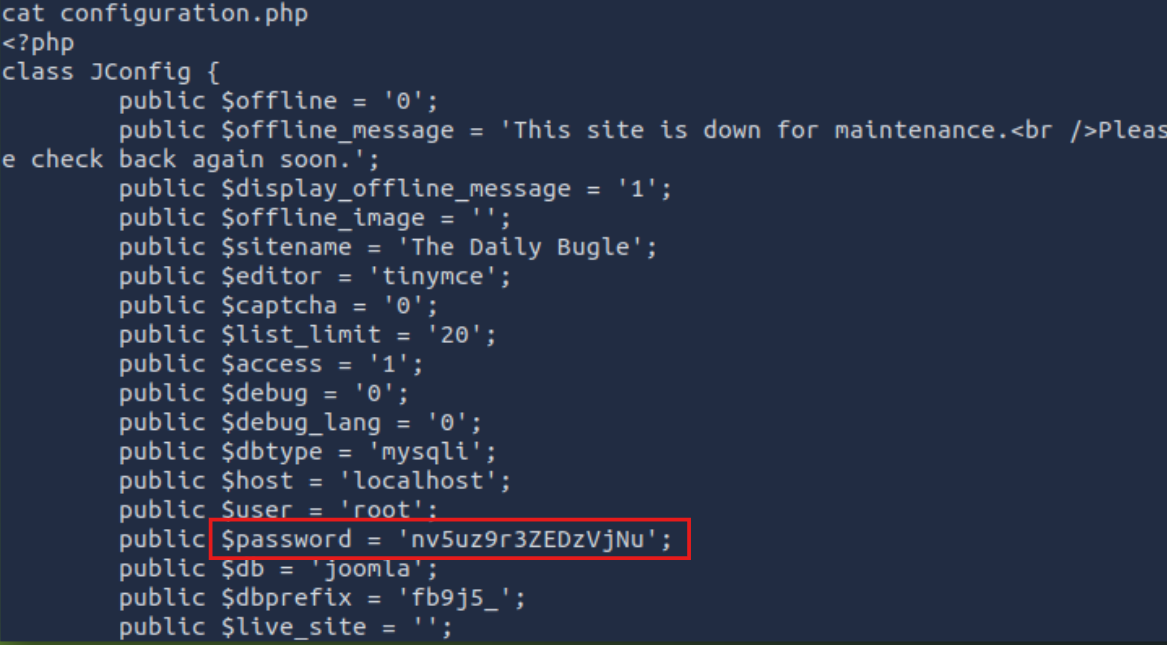 cat configuration.php
<?php
class JConfig {
        public $offline = '0';
        public $offline_message = 'This site is down for maintenance.<br />Pleas
e check back again soon.';
        public $display_offline_message = '1';
        public $offline_image = '';
        public $sitename = 'The Daily Bugle';
        public $editor = 'tinymce';
        public $captcha = '0';
        public $list_limit = '20';
        public $access = '1';
        public $debug = '0';
        public $debug_lang = '0';
        public $dbtype = 'mysqli';
        public $host = 'localhost';
        public $user = 'root';
        public $password = 'nv5uz9r3ZEDzVjNu';
        public $db = 'joomla';
        public $dbprefix = 'fb9j5_';
        public $live_site = '';